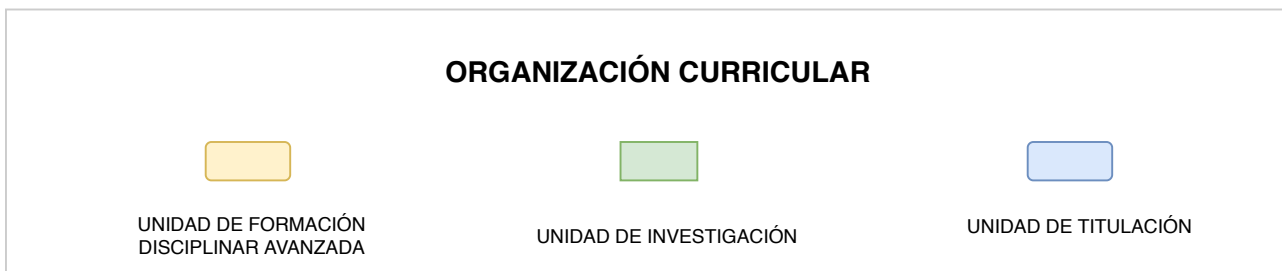 ORGANIZACIÓN CURRICULAR
UNIDAD DE FORMACIÓN
DISCIPLINAR AVANZADA
UNIDAD DE INVESTIGACIÓN
UNIDAD DE TITULACIÓN